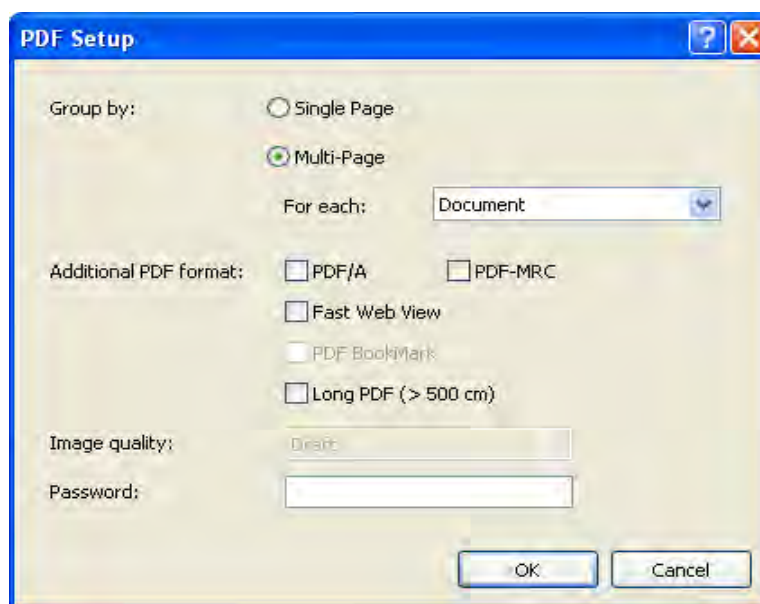 PDF Setup
Group by: Single Page
Multi-Page
For each: Document
Additional PDF format: PDF/A PDF-MRC
Fast Web View
PDF BookMark
Long PDF (> 500 cm)
Image quality: Draft
Password:
OK Cancel